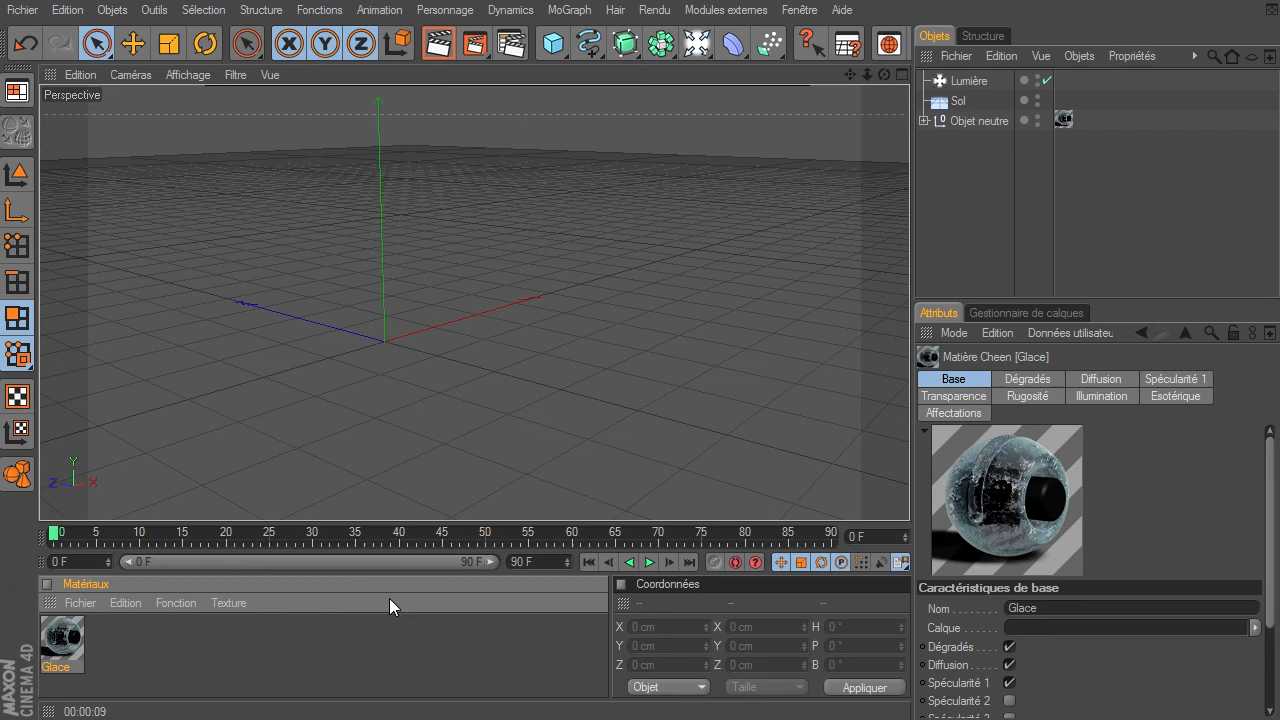 Fichier Edition Objets Outils Sélection Structure Fonctions Animation Personnage Dynamics MoGraph Hair Rendu Modules externes Fenêtre Aide
X Y Z
Edition Caméras Affichage Filtre Vue
Perspective
Y
Z X
0 5 10 15 20 25 30 35 40 45 50 55 60 65 70 75 80 85 90 0 F
0 F 0 F 90 F 90 F
Matériaux
Fichier Edition Fonction Texture
Glace
MAXON
CINEMA 4D
Coordonnées
-- -- --
X 0 cm X 0 cm H 0 °
Y 0 cm Y 0 cm P 0 °
Z 0 cm Z 0 cm B 0 °
Objet Taille Appliquer
00:00:09
Objets Structure
Fichier Edition Vue Objets Propriétés
Lumière
Sol
Objet neutre
Attributs Gestionnaire de calques
Mode Edition Données utilisateu
Matière Cheen [Glace]
Base Dégradés Diffusion Spécularité 1
Transparence Rugosité Illumination Esotérique
Affectations
Caractéristiques de base
Nom . . . . . . . . Glace
Calque . . . . . .
Dégradés . . . .
Diffusion . . . . .
Spécularité 1
Spécularité 2